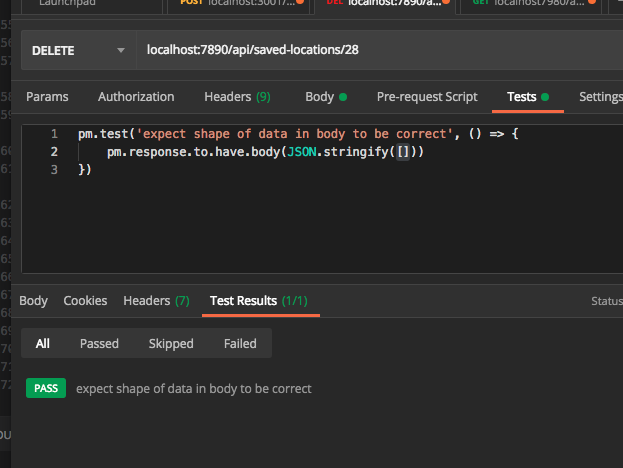 Launchpad
POST localhost:3001/...
DEL localhost:7890/a...
GET localhost:7980/a...
DELETE
localhost:7890/api/saved-locations/28
Params Authorization Headers (9) Body Pre-request Script Tests Settings
1 pm.test('expect shape of data in body to be correct', () => {
2 pm.response.to.have.body(JSON.stringify([]))
3 })
Body Cookies Headers (7) Test Results (1/1) Status
All Passed Skipped Failed
PASS expect shape of data in body to be correct